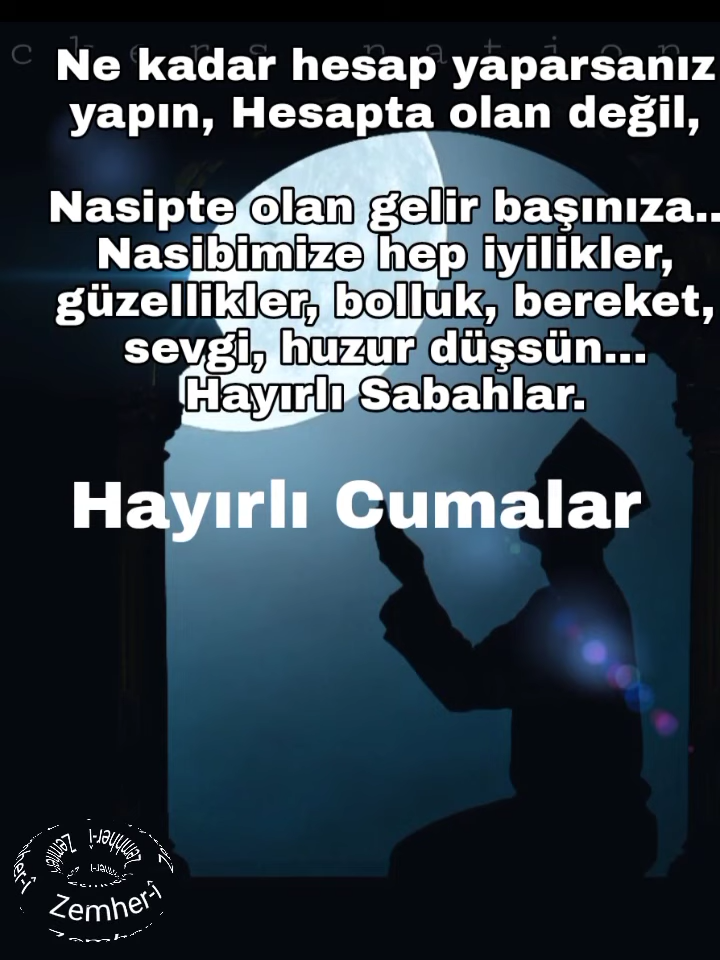 c k e r s n a t i o n
Ne kadar hesap yaparsanız
yapın, Hesapta olan değil,
Nasipte olan gelir başınıza..
Nasibimize hep iyilikler,
güzellikler, bolluk, bereket,
sevgi, huzur düşsün...
Hayırlı Sabahlar.
Hayırlı Cumalar
Zemher-i